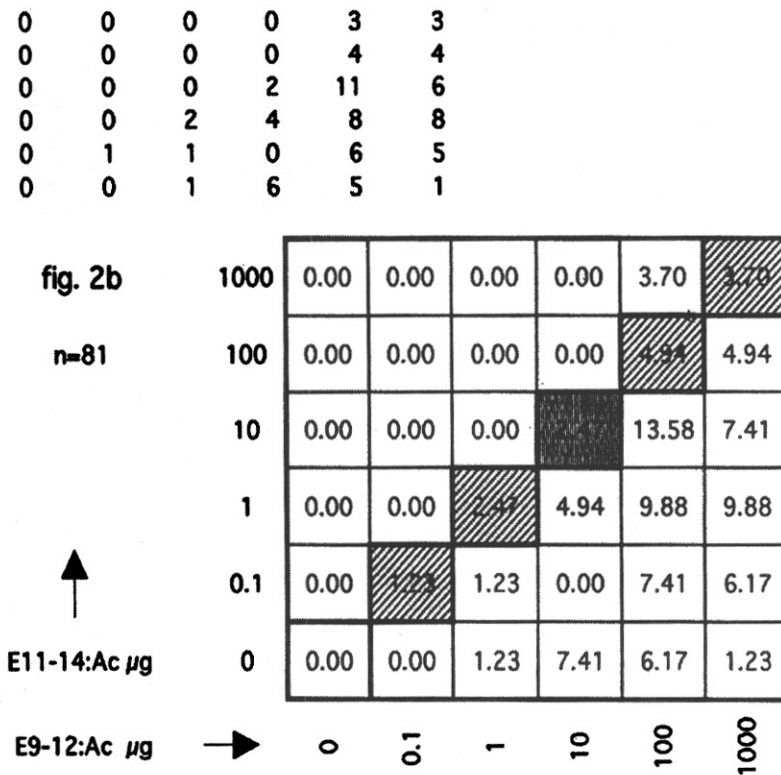 0 0 0 0 3 3
0 0 0 0 4 4
0 0 0 2 11 6
0 0 2 4 8 8
0 1 1 0 6 5
0 0 1 6 5 1
fig. 2b 1000 0.00 0.00 0.00 0.00 3.70 3.70
n=81 100 0.00 0.00 0.00 0.00 4.94 4.94
10 0.00 0.00 0.00 13.58 7.41
1 0.00 0.00 2.47 4.94 9.88 9.88
0.1 0.00 1.23 1.23 0.00 7.41 6.17
E11-14:Ac µg 0 0.00 0.00 1.23 7.41 6.17 1.23
E9-12:Ac µg 0 0.1 1 10 100 1000